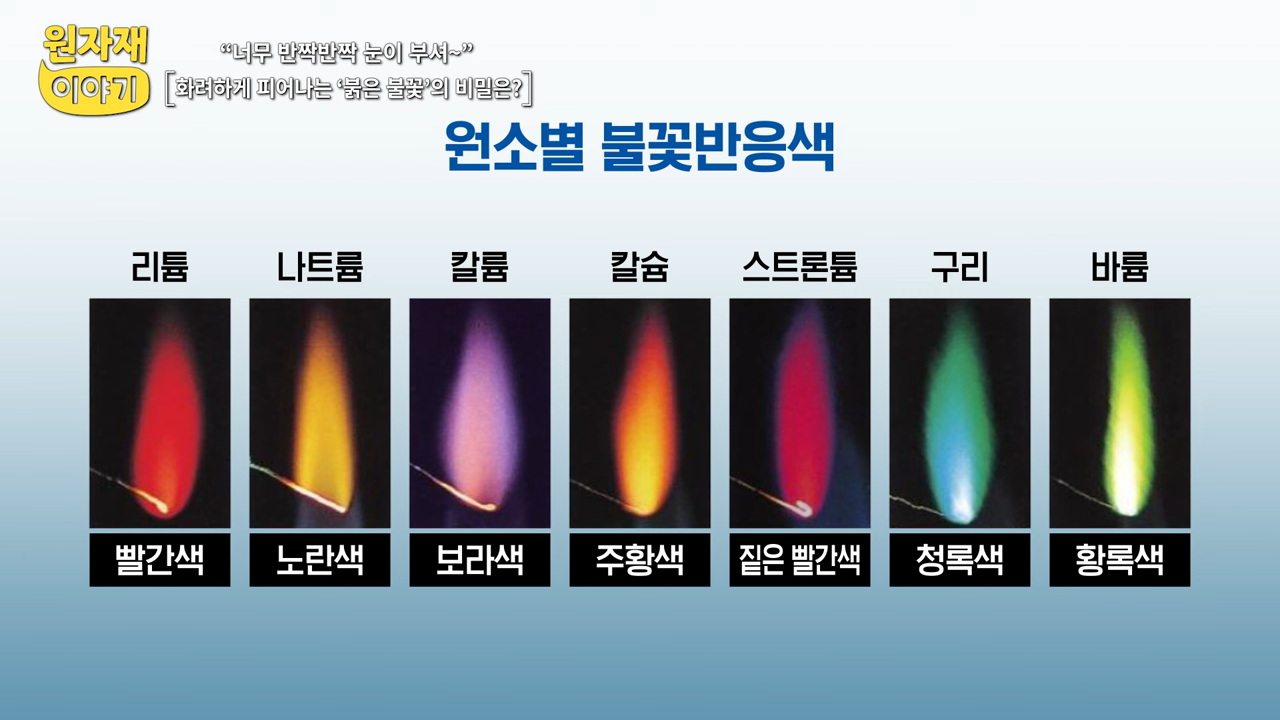 원자재
이야기
“너무 반짝반짝 눈이 부셔~”
[화려하게 피어나는 ‘붉은 불꽃’의 비밀은?]
원소별 불꽃반응색
리튬 나트륨 칼륨 칼슘 스트론튬 구리 바륨
빨간색 노란색 보라색 주황색 짙은 빨간색 청록색 황록색